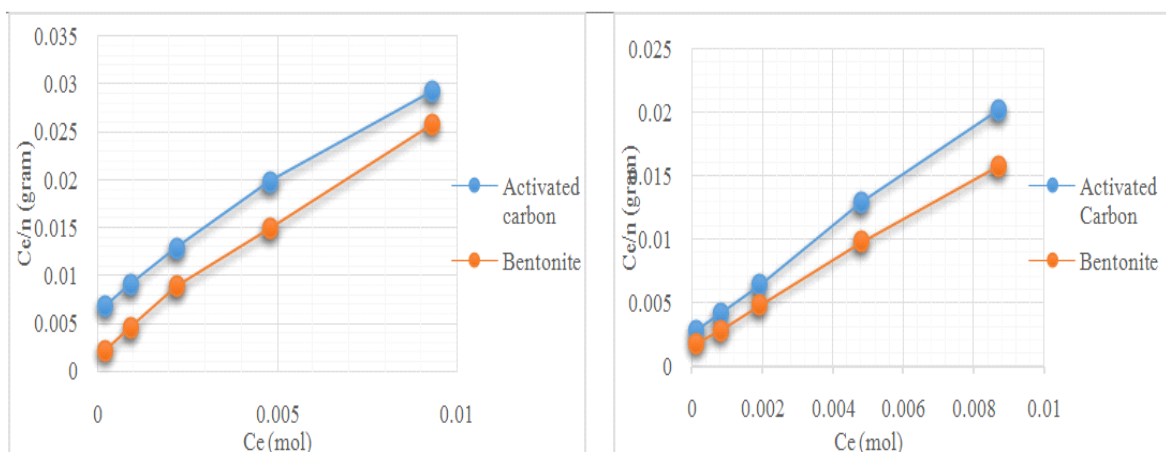 0.035
0.03
0.025
0.02
0.015
0.01
0.005
0
Ce/n (gram)
0 0.005 0.01
Ce (mol)
Activated
carbon
Bentonite
0.025
0.02
0.015
0.01
0.005
0
Ce/n (gram)
0 0.002 0.004 0.006 0.008 0.01
Ce (mol)
Activated
Carbon
Bentonite